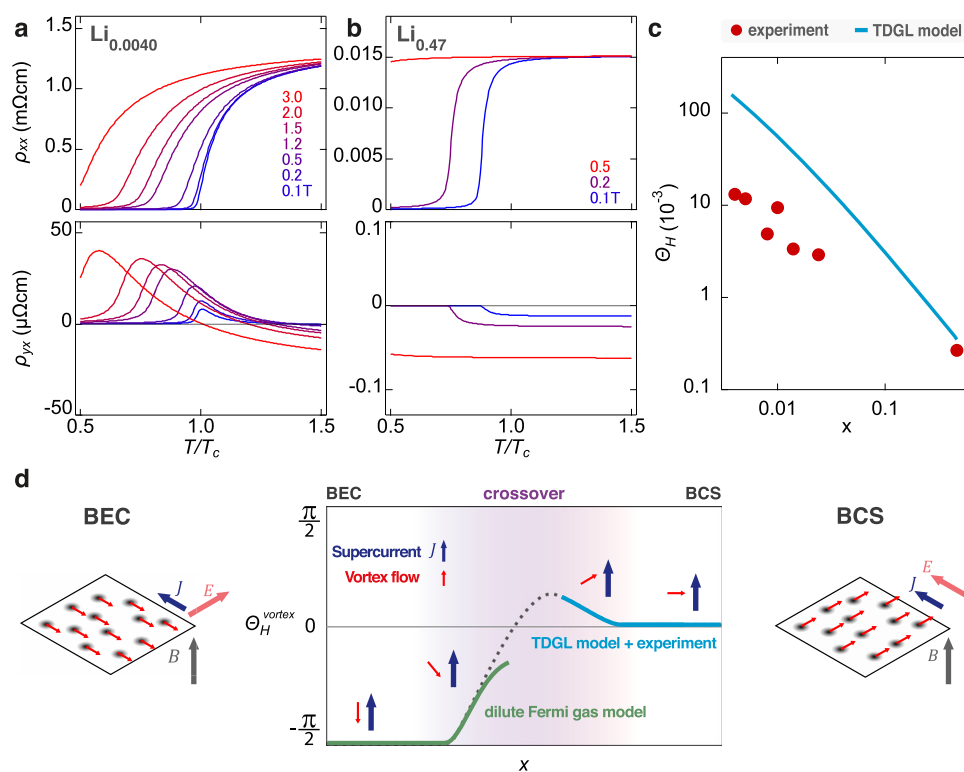 a
Li0.0040
ρxx (mΩcm)
1.5
1.0
0.5
0
3.0
2.0
1.5
1.2
0.5
0.2
0.1T
ρyx (μΩcm)
50
0
-50
0.5
1.0
1.5
T/Tc
b
Li0.47
0.015
0.010
0.005
0
0.5
0.2
0.1T
0.1
0
-0.1
0.5
1.0
1.5
T/Tc
c
experiment
TDGL model
ΘH (10-3)
100
10
1
0.1
0.01
0.1
x
d
BEC
J
E
B
BEC
crossover
BCS
π
2
0
-π
2
ΘHvortex
Supercurrent J
Vortex flow
TDGL model + experiment
dilute Fermi gas model
x
BCS
E
J
B